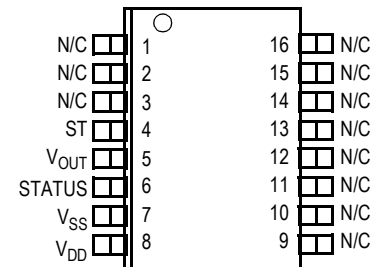 N/C 1 16 N/C
N/C 2 15 N/C
N/C 3 14 N/C
ST 4 13 N/C
VOUT 5 12 N/C
STATUS 6 11 N/C
VSS 7 10 N/C
VDD 8 9 N/C